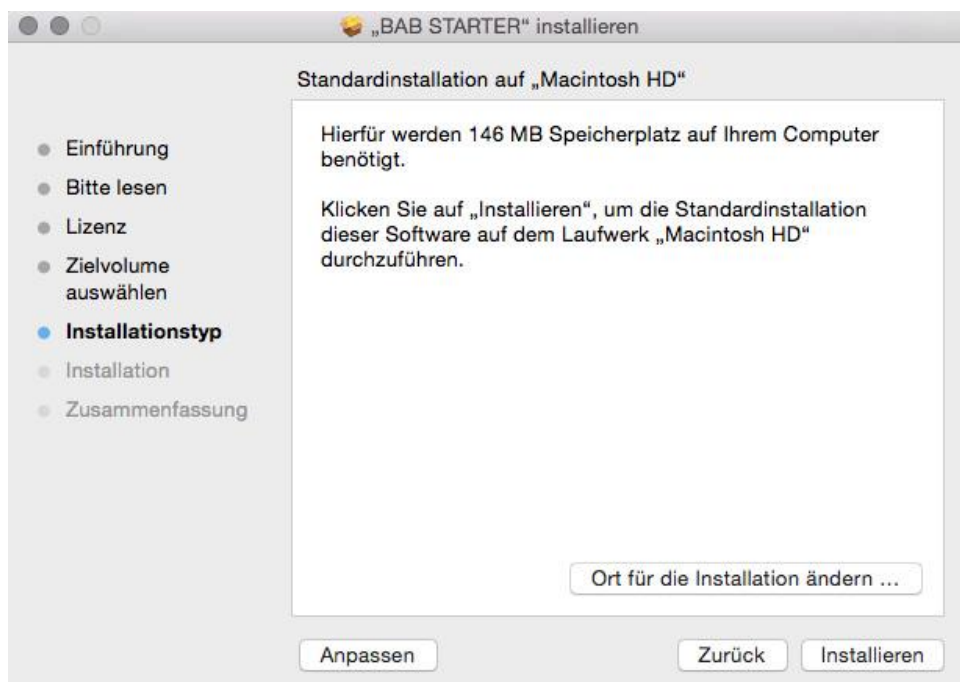 „BAB STARTER“ installieren
Standardinstallation auf „Macintosh HD“
Einführung
Bitte lesen
Lizenz
Zielvolume
auswählen
Installationstyp
Installation
Zusammenfassung
Hierfür werden 146 MB Speicherplatz auf Ihrem Computer
benötigt.
Klicken Sie auf „Installieren“, um die Standardinstallation
dieser Software auf dem Laufwerk „Macintosh HD“
durchzuführen.
Ort für die Installation ändern ...
Anpassen
Zurück
Installieren